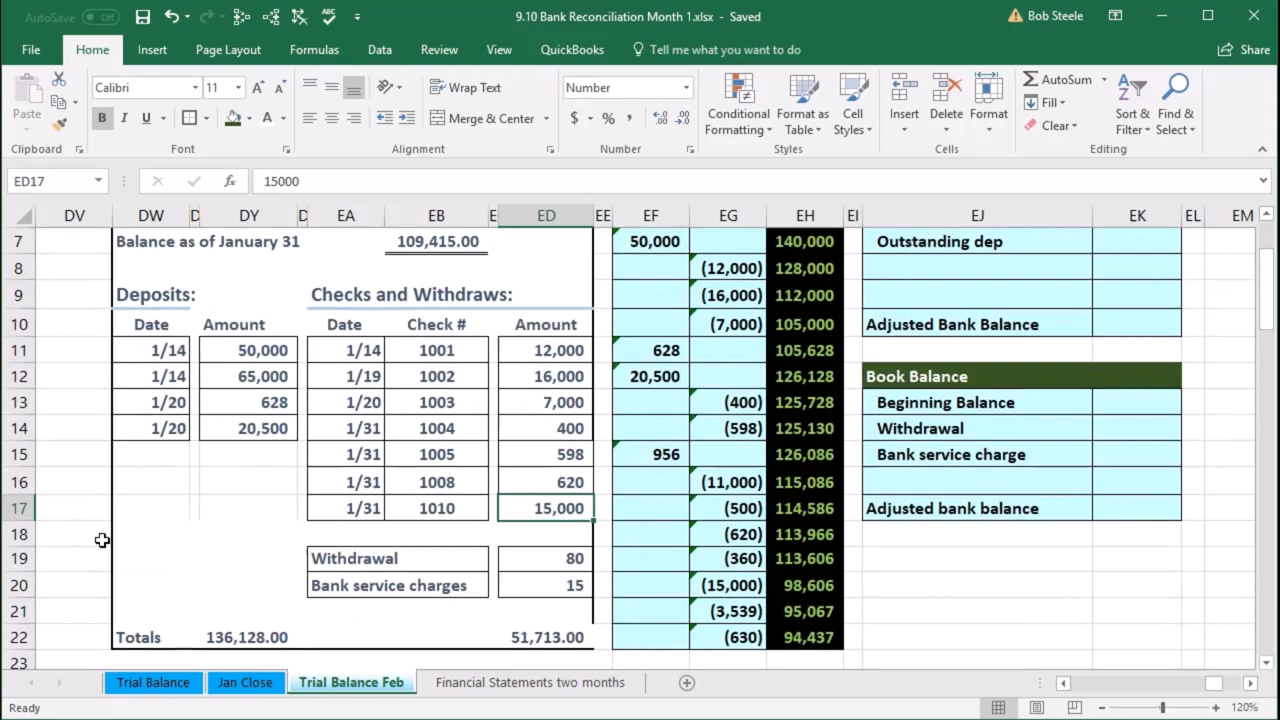 AutoSave Off 9.10 Bank Reconciliation Month 1.xlsx - Saved Bob Steele
File Home Insert Page Layout Formulas Data Review View QuickBooks Tell me what you want to do Share
Paste Calibri 11 Wrap Text Number Conditional Format as Cell Insert Delete Format AutoSum Sort & Find &
B I U A Merge & Center $ % , Formatting Table Styles Fill Filter Select
Clear
Clipboard Font Alignment Number Styles Cells Editing
ED17 fx 15000
DV DW D DY D EA EB E ED EE EF EG EH EI EJ EK EL EM
7 Balance as of January 31 109,415.00 50,000 140,000 Outstanding dep
8 (12,000) 128,000
9 Deposits: Checks and Withdraws: (16,000) 112,000
10 Date Amount Date Check # Amount (7,000) 105,000 Adjusted Bank Balance
11 1/14 50,000 1/14 1001 12,000 628 105,628
12 1/14 65,000 1/19 1002 16,000 20,500 126,128 Book Balance
13 1/20 628 1/20 1003 7,000 (400) 125,728 Beginning Balance
14 1/20 20,500 1/31 1004 400 (598) 125,130 Withdrawal
15 1/31 1005 598 956 126,086 Bank service charge
16 1/31 1008 620 (11,000) 115,086
17 1/31 1010 15,000 (500) 114,586 Adjusted bank balance
18 (620) 113,966
19 Withdrawal 80 (360) 113,606
20 Bank service charges 15 (15,000) 98,606
21 (3,539) 95,067
22 Totals 136,128.00 51,713.00 (630) 94,437
23
Trial Balance Jan Close Trial Balance Feb Financial Statements two months
Ready 120%